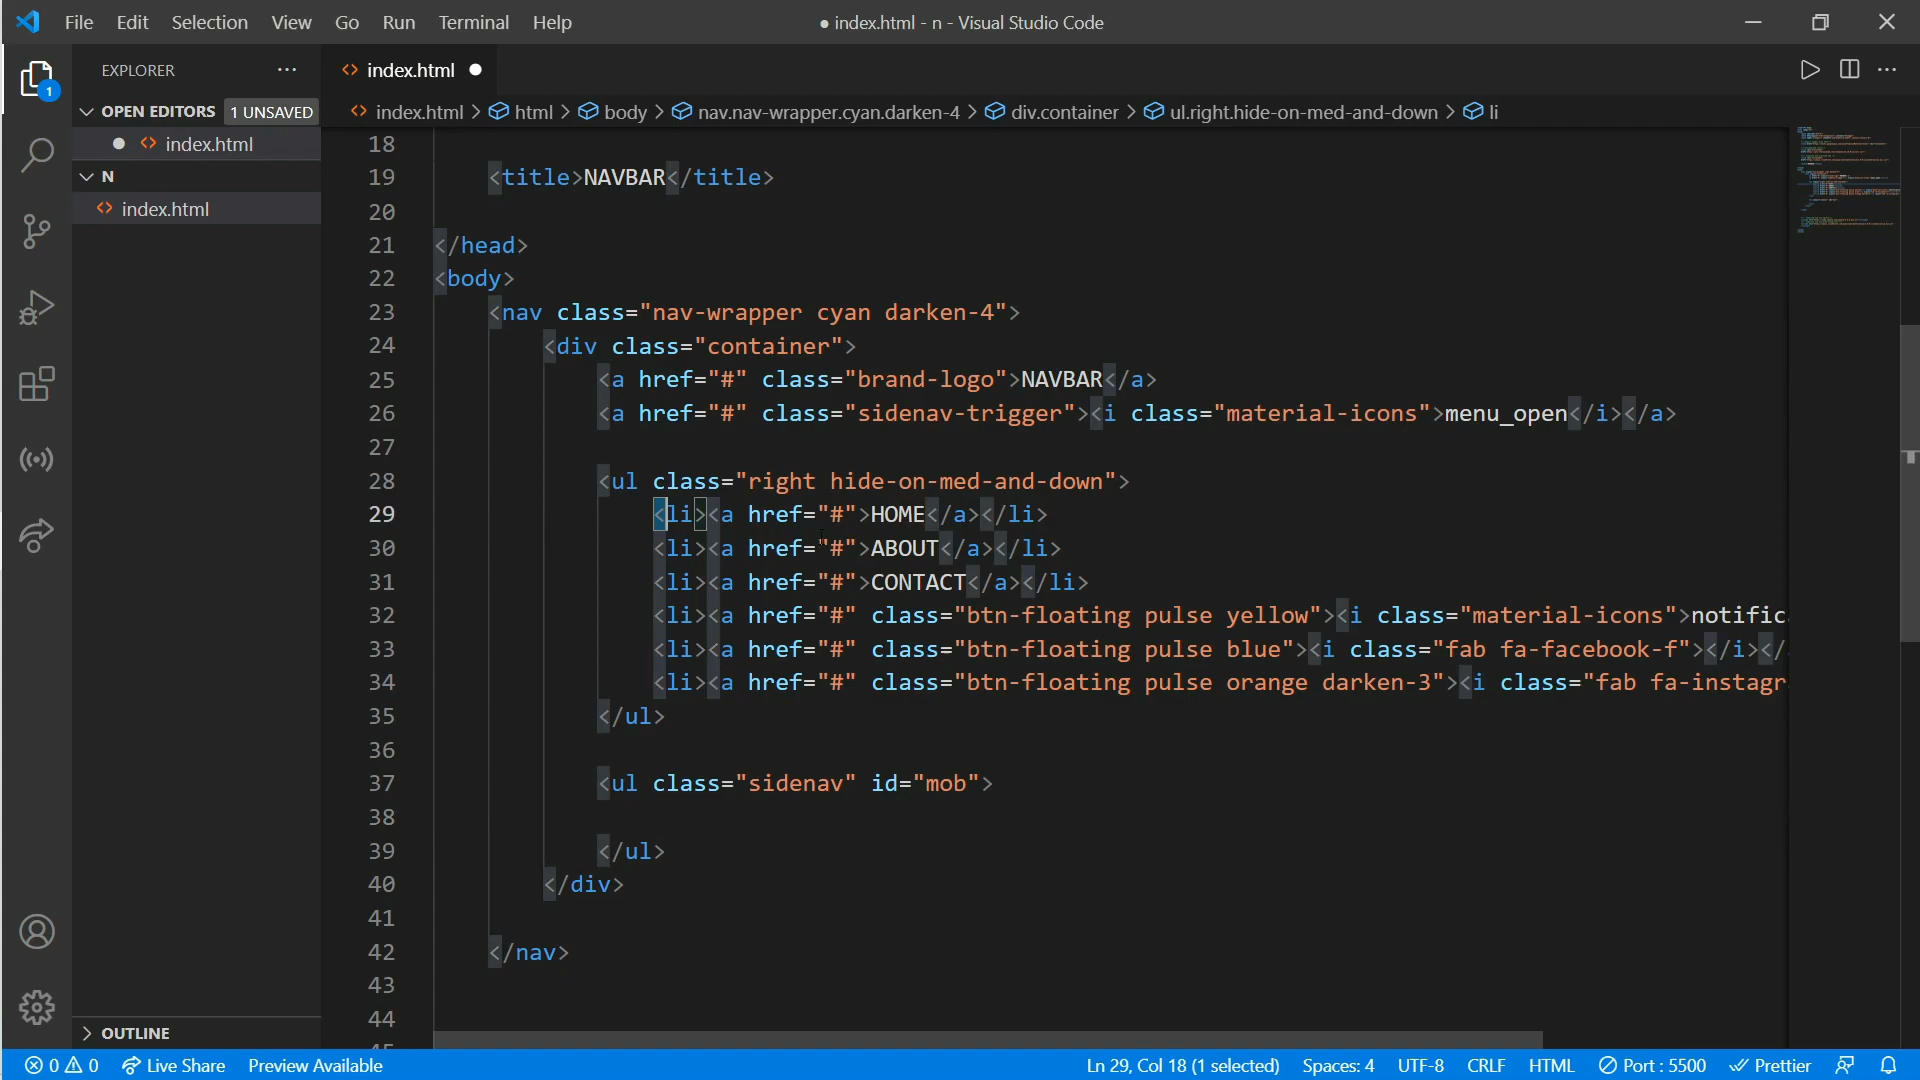 File Edit Selection View Go Run Terminal Help
● index.html - n - Visual Studio Code
EXPLORER ···
1
OPEN EDITORS 1 UNSAVED
● <> index.html
N
<> index.html
OUTLINE
<> index.html ●
<> index.html > html > body > nav.nav-wrapper.cyan.darken-4 > div.container > ul.right.hide-on-med-and-down > li
18
19 <title>NAVBAR</title>
20
21 </head>
22 <body>
23 <nav class="nav-wrapper cyan darken-4">
24 <div class="container">
25 <a href="#" class="brand-logo">NAVBAR</a>
26 <a href="#" class="sidenav-trigger"><i class="material-icons">menu_open</i></a>
27
28 <ul class="right hide-on-med-and-down">
29 <li><a href="#">HOME</a></li>
30 <li><a href="#">ABOUT</a></li>
31 <li><a href="#">CONTACT</a></li>
32 <li><a href="#" class="btn-floating pulse yellow"><i class="material-icons">notific
33 <li><a href="#" class="btn-floating pulse blue"><i class="fab fa-facebook-f"></i></
34 <li><a href="#" class="btn-floating pulse orange darken-3"><i class="fab fa-instagr
35 </ul>
36
37 <ul class="sidenav" id="mob">
38
39 </ul>
40 </div>
41
42 </nav>
43
44
0 0 Live Share Preview Available Ln 29, Col 18 (1 selected) Spaces: 4 UTF-8 CRLF HTML Port : 5500 Prettier